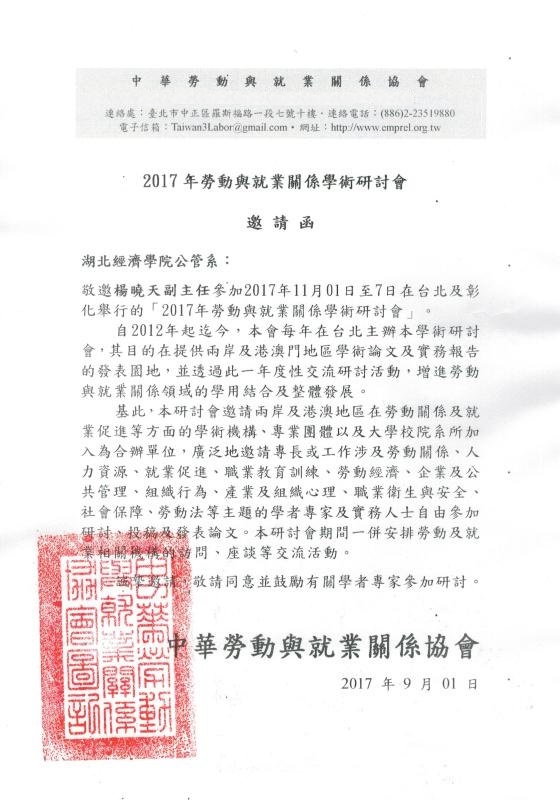 中華勞動與就業關係協會
連絡處：臺北市中正區羅斯福路一段七號十樓・連絡電話：(886)2-23519880
電子信箱：Taiwan3Labor@gmail.com・網址：http://www.emprel.org.tw
2017 年勞動與就業關係學術研討會
邀請函
湖北經濟學院公管系：
敬邀楊曉天副主任參加2017年11月01日至7日在台北及彰
化舉行的「2017年勞動與就業關係學術研討會」。
自2012年起迄今，本會每年在台北主辦本學術研討
會，其目的在提供兩岸及港澳門地區學術論文及實務報告
的發表園地，並透過此一年度性交流研討活動，增進勞動
與就業關係領域的學用結合及整體發展。
基此，本研討會邀請兩岸及港澳地區在勞動關係及就
業促進等方面的學術機構、專業團體以及大學校院系所加
入為合辦單位，廣泛地邀請專長或工作涉及勞動關係、人
力資源、就業促進、職業教育訓練、勞動經濟、企業及公
共管理、組織行為、產業及組織心理、職業衛生與安全、
社會保障、勞動法等主題的學者專家及實務人士自由參加
研討、投稿及發表論文。本研討會期間一併安排勞動及就
業相關機構的訪問、座談等交流活動。
誠摯邀請，敬請同意並鼓勵有關學者專家參加研討。
中華勞動與就業關係協會
2017 年 9 月 01 日
中華勞動
與就業關係
協會圖記